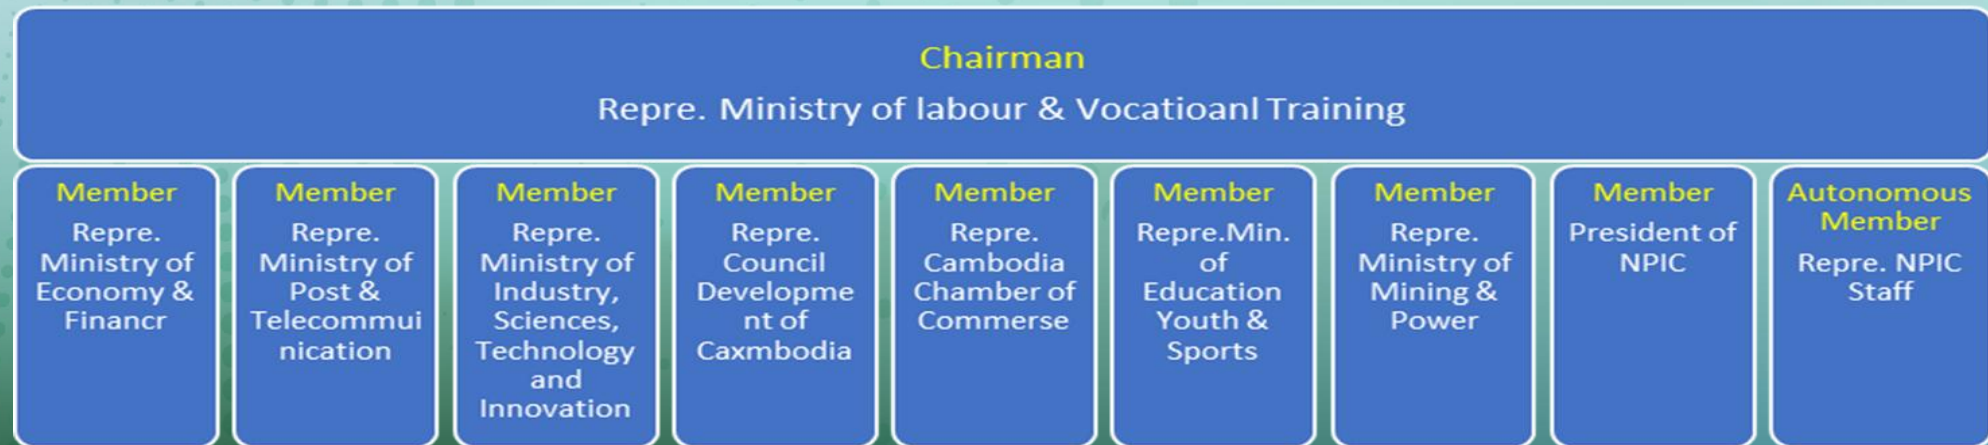 Chairman
Repre. Ministry of labour & Vocatioanl Training
Member
Repre.
Ministry of
Economy &
Financr
Member
Repre.
Ministry of
Post &
Telecommui
nication
Member
Repre.
Ministry of
Industry,
Sciences,
Technology
and
Innovation
Member
Repre.
Council
Developme
nt of
Caxmbodia
Member
Repre.
Cambodia
Chamber of
Commerse
Member
Repre.Min.
of
Education
Youth &
Sports
Member
Repre.
Ministry of
Mining &
Power
Member
President of
NPIC
Autonomous
Member
Repre. NPIC
Staff